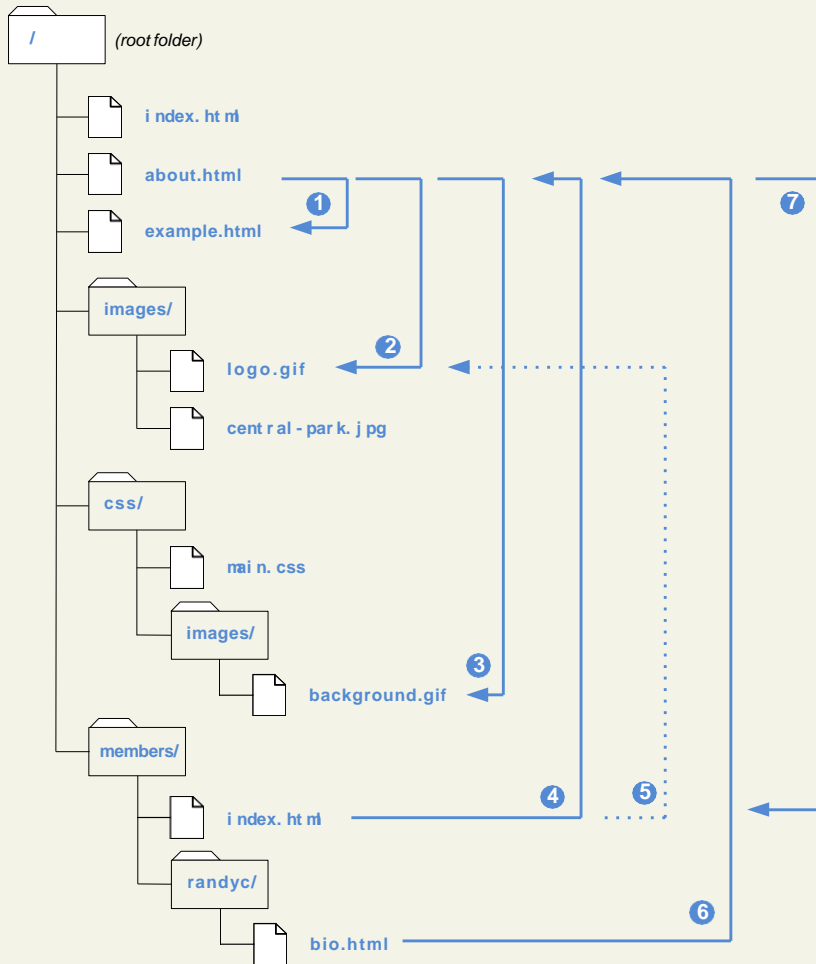 / (root folder)
index.html
about.html
7
1
example.html
images/
2
logo.gif
central-park.jpg
css/
main.css
images/
3
background.gif
members/
4
5
index.html
randyc/
6
bio.html